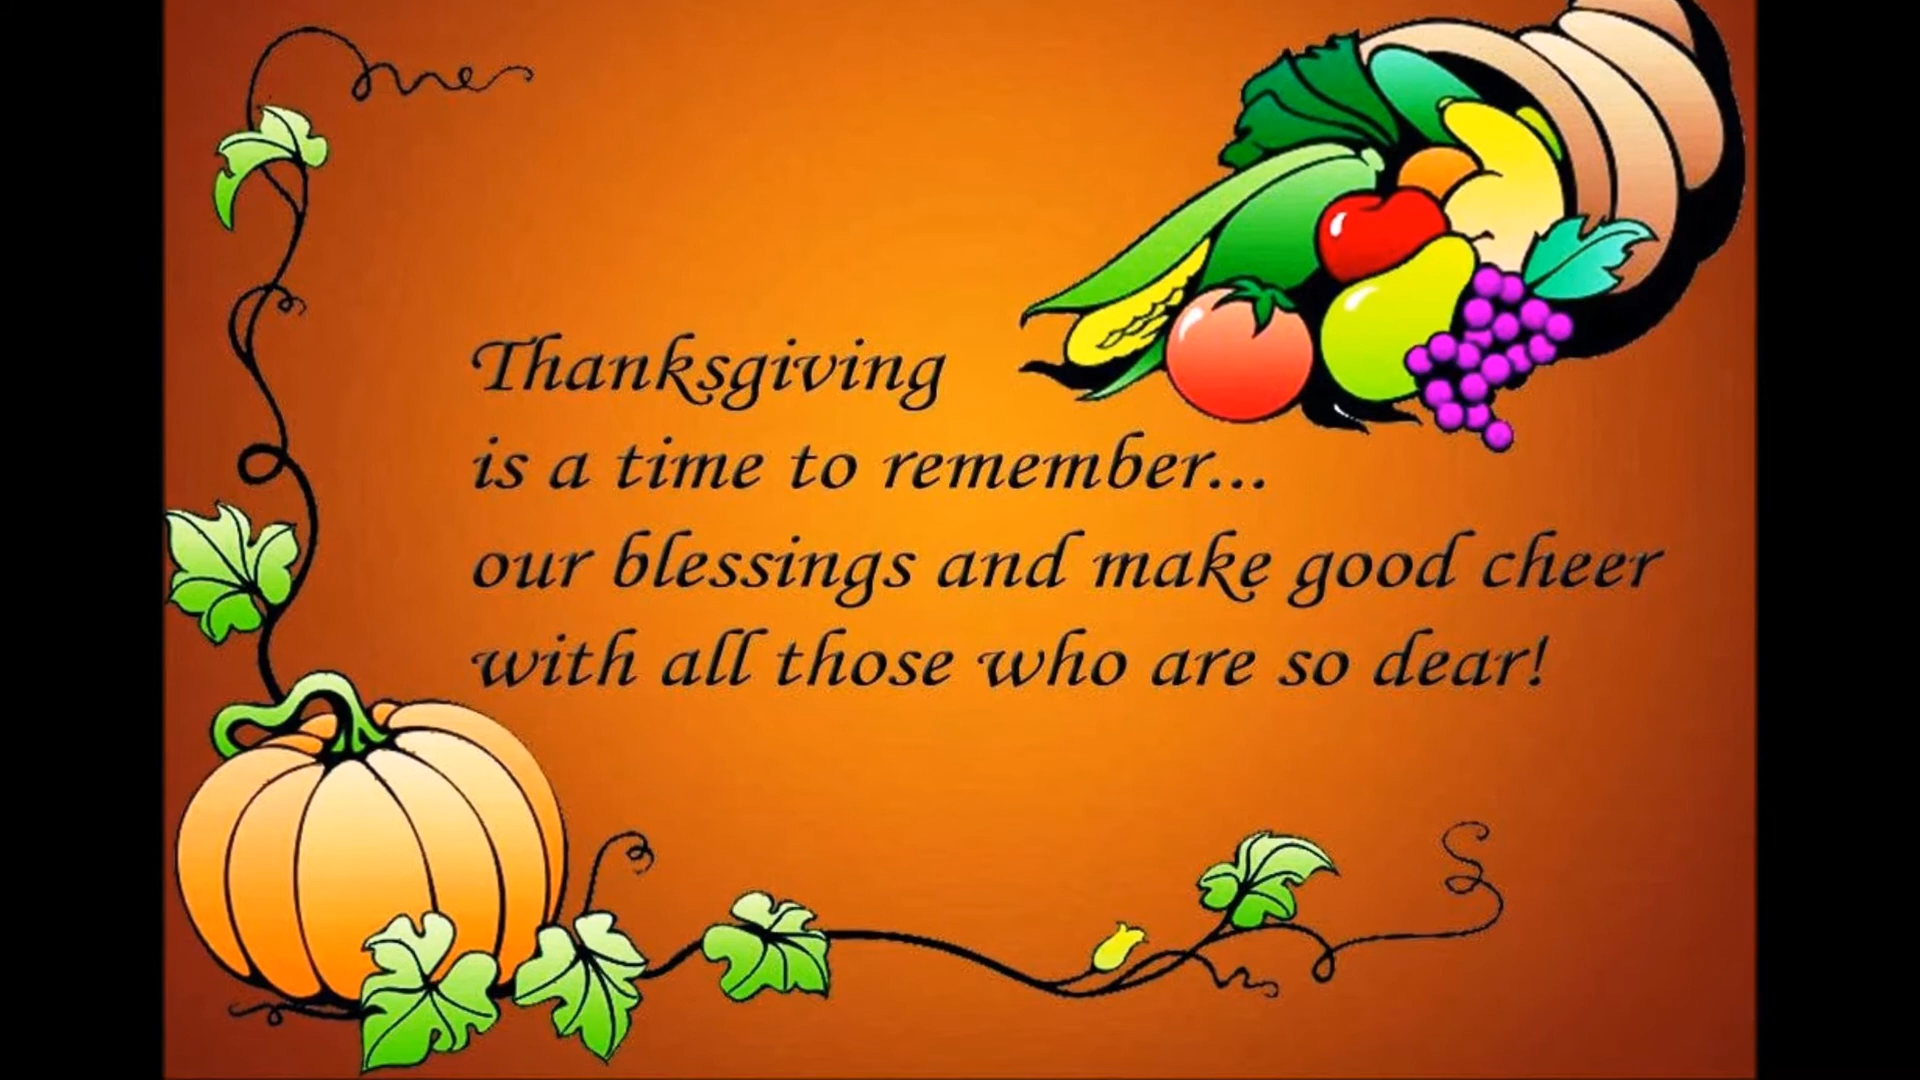 Thanksgiving
is a time to remember...
our blessings and make good cheer
with all those who are so dear!